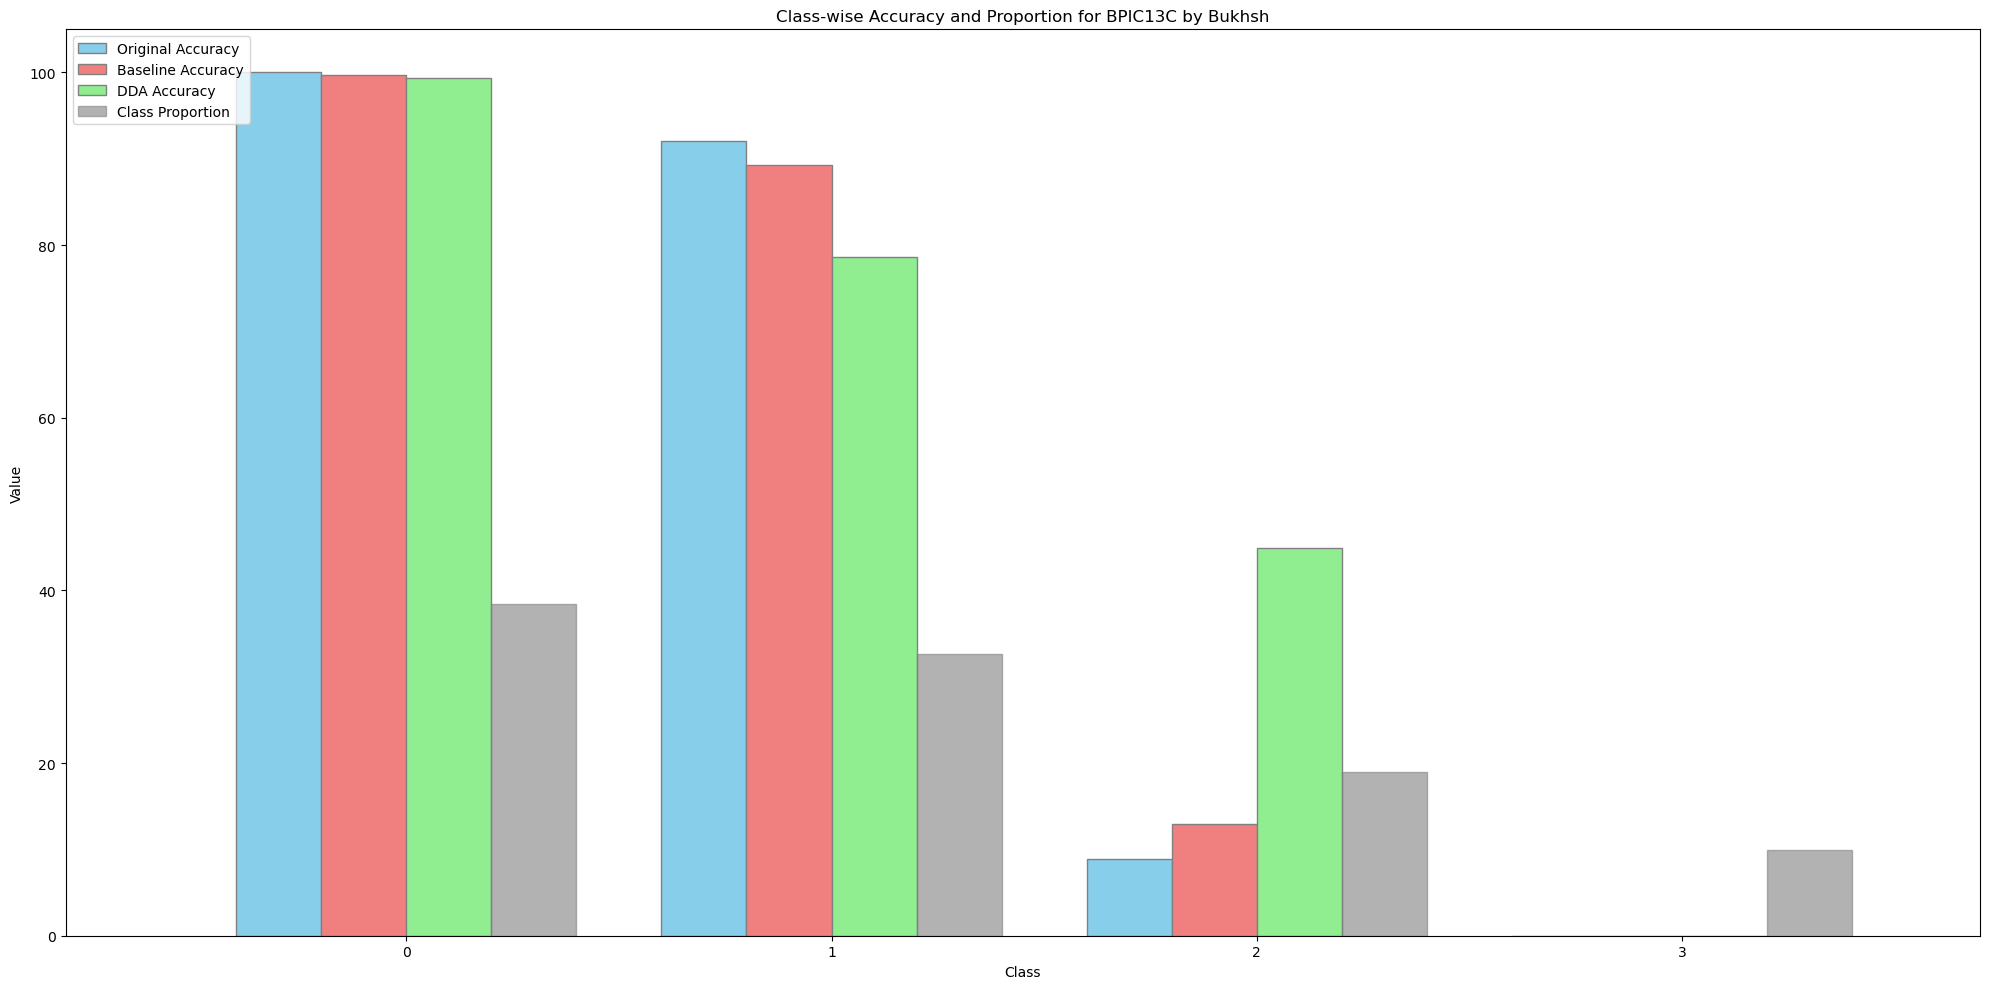 Class-wise Accuracy and Proportion for BPIC13C by Bukhsh
Original Accuracy
Baseline Accuracy
DDA Accuracy
Class Proportion
100
80
60
40
20
0
Value
0 1 2 3
Class